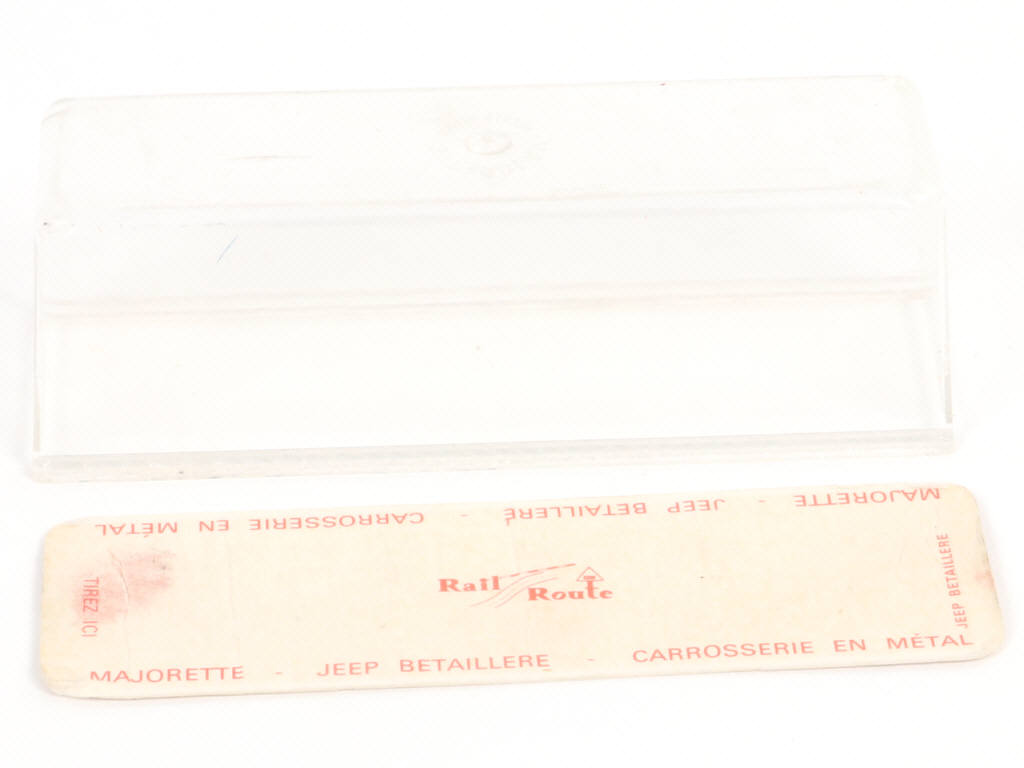 MAJORETTE - JEEP BETAILLERE - CARROSSERIE EN MÉTAL
TIREZ ICI
Rail Route
JEEP BETAILLERE
MAJORETTE - JEEP BETAILLERE - CARROSSERIE EN MÉTAL